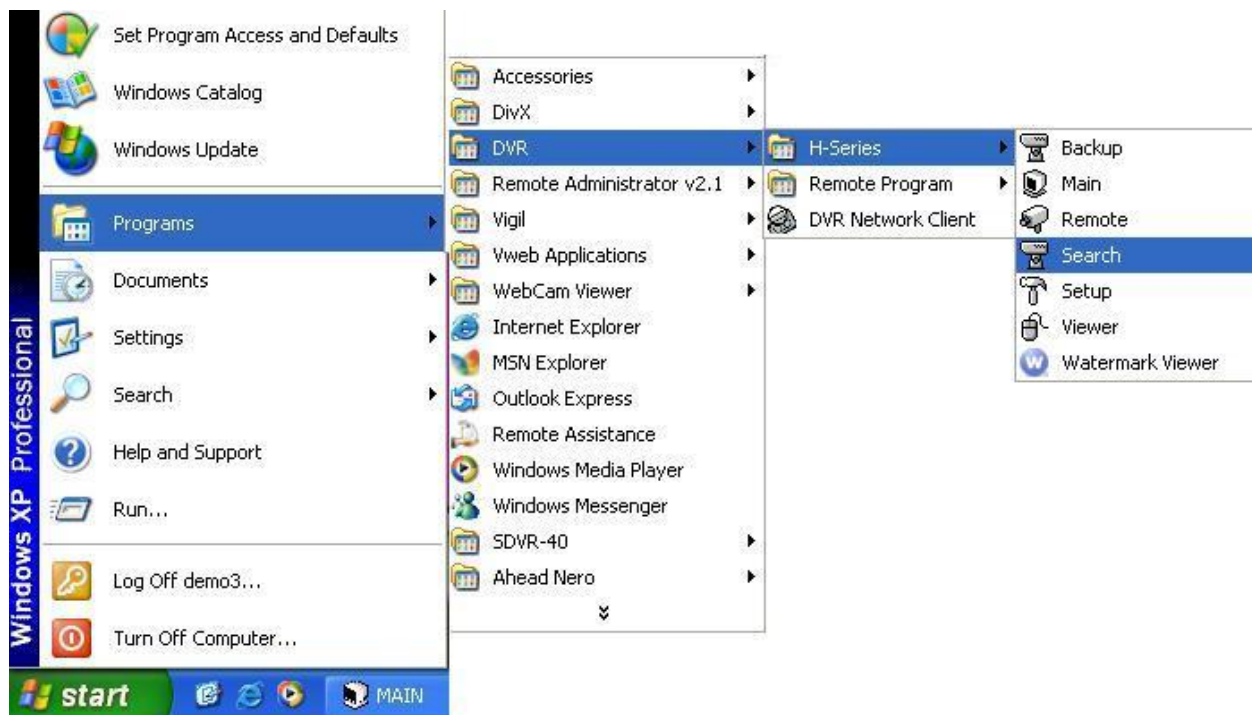 Set Program Access and Defaults
Windows Catalog
Windows Update
Programs
Documents
Settings
Search
Help and Support
Run...
Log Off demo3...
Turn Off Computer...
Windows XP Professional
start
MAIN
Accessories
DivX
DVR
Remote Administrator v2.1
Vigil
Vweb Applications
WebCam Viewer
Internet Explorer
MSN Explorer
Outlook Express
Remote Assistance
Windows Media Player
Windows Messenger
SDVR-40
Ahead Nero
H-Series
Remote Program
DVR Network Client
Backup
Main
Remote
Search
Setup
Viewer
Watermark Viewer